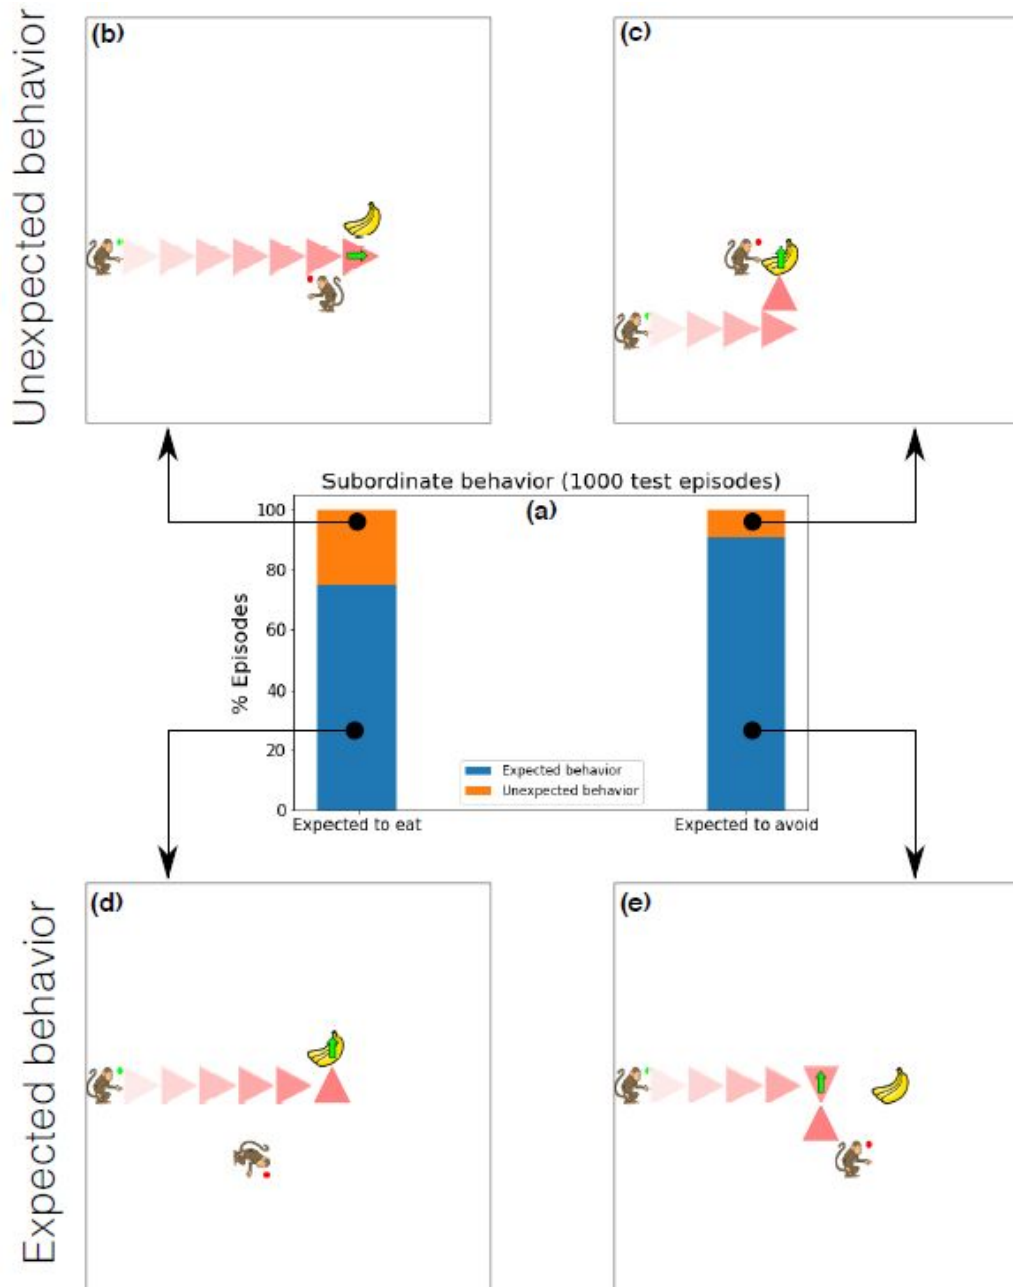 Unexpected behavior
(b)
(c)
Subordinate behavior (1000 test episodes)
(a)
% Episodes
100
80
60
40
20
0
Expected behavior
Unexpected behavior
Expected to eat
Expected to avoid
Expected behavior
(d)
(e)